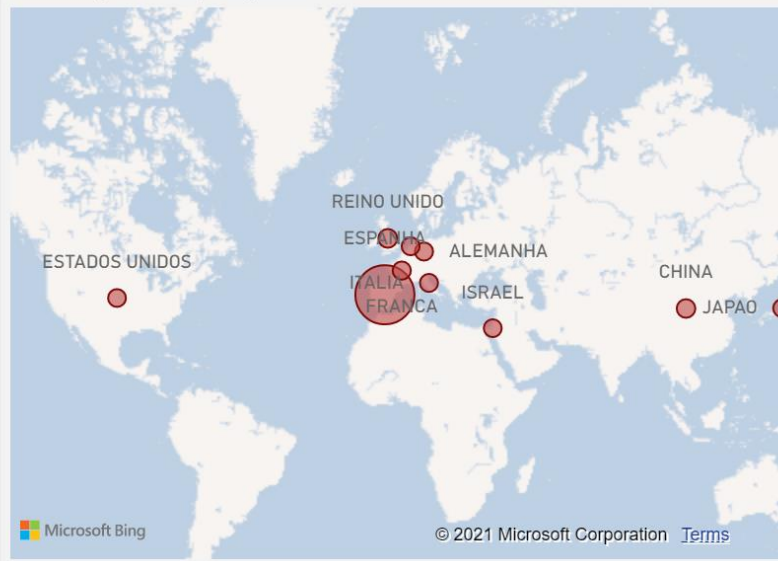 REINO UNIDO
ESPANHA
ALEMANHA
ESTADOS UNIDOS
ITALIA
ISRAEL
FRANCA
CHINA
JAPAO
Microsoft Bing
© 2021 Microsoft Corporation Terms